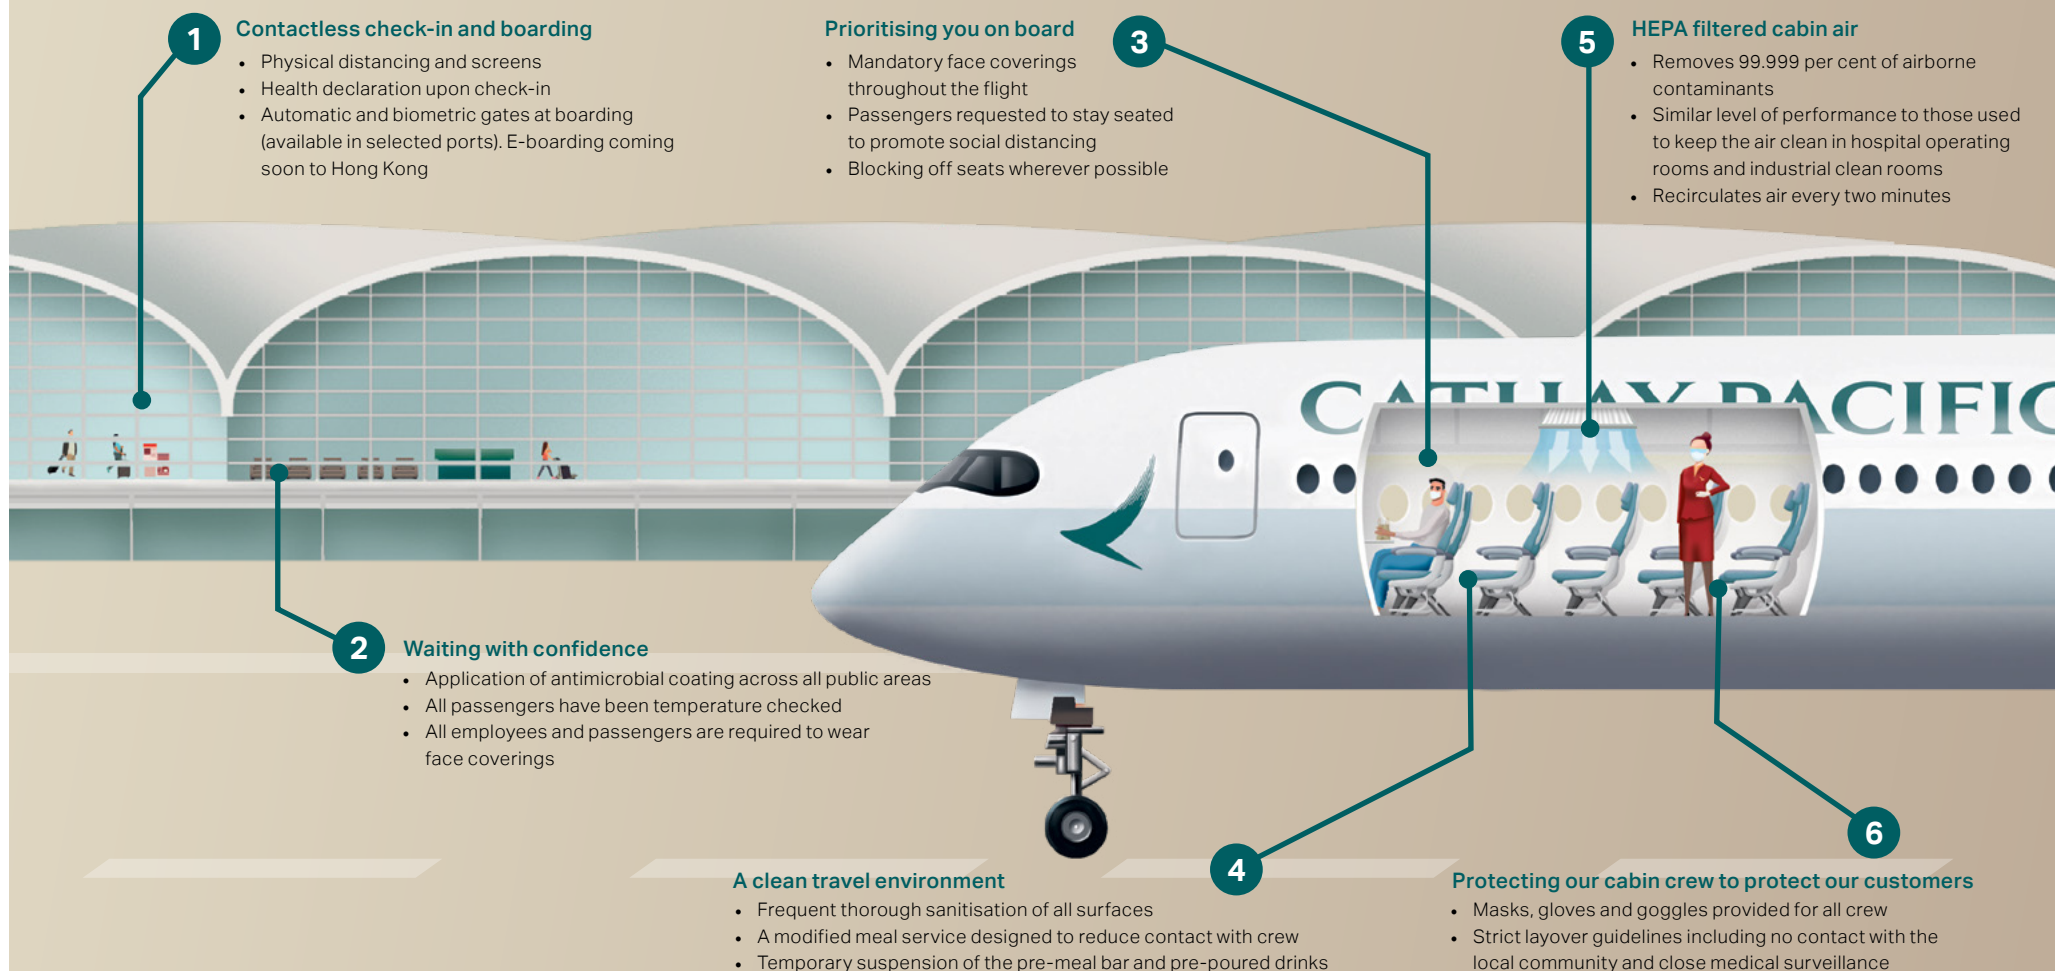 1
Contactless check-in and boarding
• Physical distancing and screens
• Health declaration upon check-in
• Automatic and biometric gates at boarding
(available in selected ports). E-boarding coming
soon to Hong Kong
2
Waiting with confidence
• Application of antimicrobial coating across all public areas
• All passengers have been temperature checked
• All employees and passengers are required to wear
face coverings
3
Prioritising you on board
• Mandatory face coverings
throughout the flight
• Passengers requested to stay seated
to promote social distancing
• Blocking off seats wherever possible
4
A clean travel environment
• Frequent thorough sanitisation of all surfaces
• A modified meal service designed to reduce contact with crew
• Temporary suspension of the pre-meal bar and pre-poured drinks
5
HEPA filtered cabin air
• Removes 99.999 per cent of airborne
contaminants
• Similar level of performance to those used
to keep the air clean in hospital operating
rooms and industrial clean rooms
• Recirculates air every two minutes
6
Protecting our cabin crew to protect our customers
• Masks, gloves and goggles provided for all crew
• Strict layover guidelines including no contact with the
local community and close medical surveillance
CATHAY PACIFIC